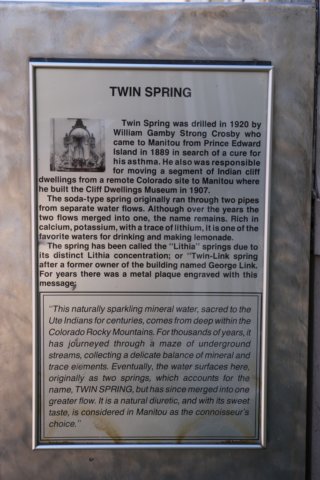 TWIN SPRING
Twin Spring was drilled in 1920 by
William Gamby Strong Crosby who
came to Manitou from Prince Edward
Island in 1889 in search of a cure for
his asthma. He also was responsible
for moving a segment of Indian cliff
dwellings from a remote Colorado site to Manitou where
he built the Cliff Dwellings Museum in 1907.
The soda-type spring originally ran through two pipes
from separate water flows. Although over the years the
two flows merged into one, the name remains. Rich in
calcium, potassium, with a trace of lithium, it is one of the
favorite waters for drinking and making lemonade.
The spring has been called the "Lithia" springs due to
its distinct Lithia concentration; or "Twin-Link spring
after a former owner of the building named George Link.
For years there was a metal plaque engraved with this
message:
"This naturally sparkling mineral water, sacred to the
Ute Indians for centuries, comes from deep within the
Colorado Rocky Mountains. For thousands of years, it
has journeyed through a maze of underground
streams, collecting a delicate balance of mineral and
trace elements. Eventually, the water surfaces here,
originally as two springs, which accounts for the
name, TWIN SPRING, but has since merged into one
greater flow. It is a natural diuretic, and with its sweet
taste, is considered in Manitou as the connoisseur's
choice."